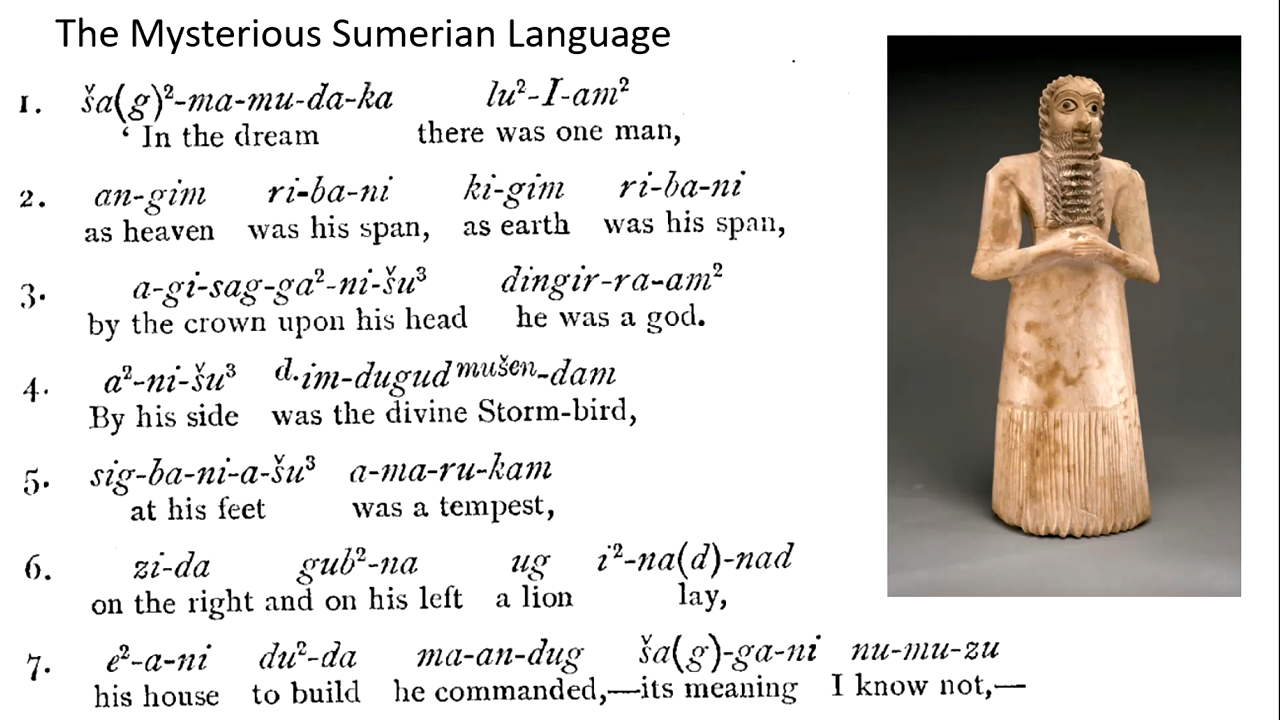 The Mysterious Sumerian Language
1. ša(g)²-ma-mu-da-ka lu²-I-am²
‘ In the dream there was one man,
2. an-gim ri-ba-ni ki-gim ri-ba-ni
as heaven was his span, as earth was his span,
3. a-gi-sag-ga²-ni-šu³ dingir-ra-am²
by the crown upon his head he was a god.
4. a²-ni-šu³ d.im-dugud mušen-dam
By his side was the divine Storm-bird,
5. sig-ba-ni-a-šu³ a-ma-ru-kam
at his feet was a tempest,
6. zi-da gub²-na ug i²-na(d)-nad
on the right and on his left a lion lay,
7. e²-a-ni du²-da ma-an-dug ša(g)-ga-ni nu-mu-zu
his house to build he commanded,—its meaning I know not,—